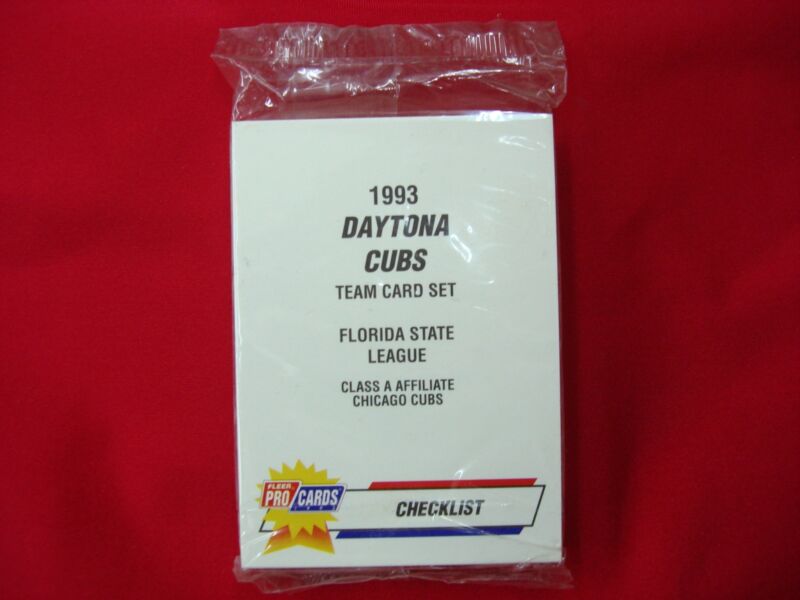 1993
DAYTONA
CUBS
TEAM CARD SET
FLORIDA STATE
LEAGUE
CLASS A AFFILIATE
CHICAGO CUBS
FLEER
PRO CARDS
CHECKLIST